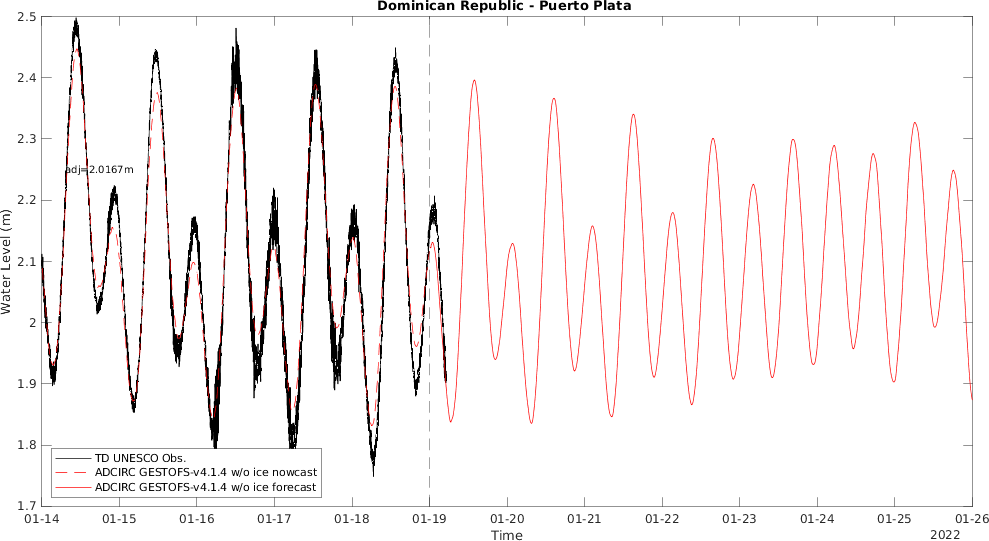 Dominican Republic - Puerto Plata
2.5
2.4
2.3
2.2
2.1
2
1.9
1.8
1.7
Water Level (m)
adj=2.0167m
TD UNESCO Obs.
ADCIRC GESTOFS-v4.1.4 w/o ice nowcast
ADCIRC GESTOFS-v4.1.4 w/o ice forecast
01-14 01-15 01-16 01-17 01-18 01-19 01-20 01-21 01-22 01-23 01-24 01-25 01-26
Time
2022